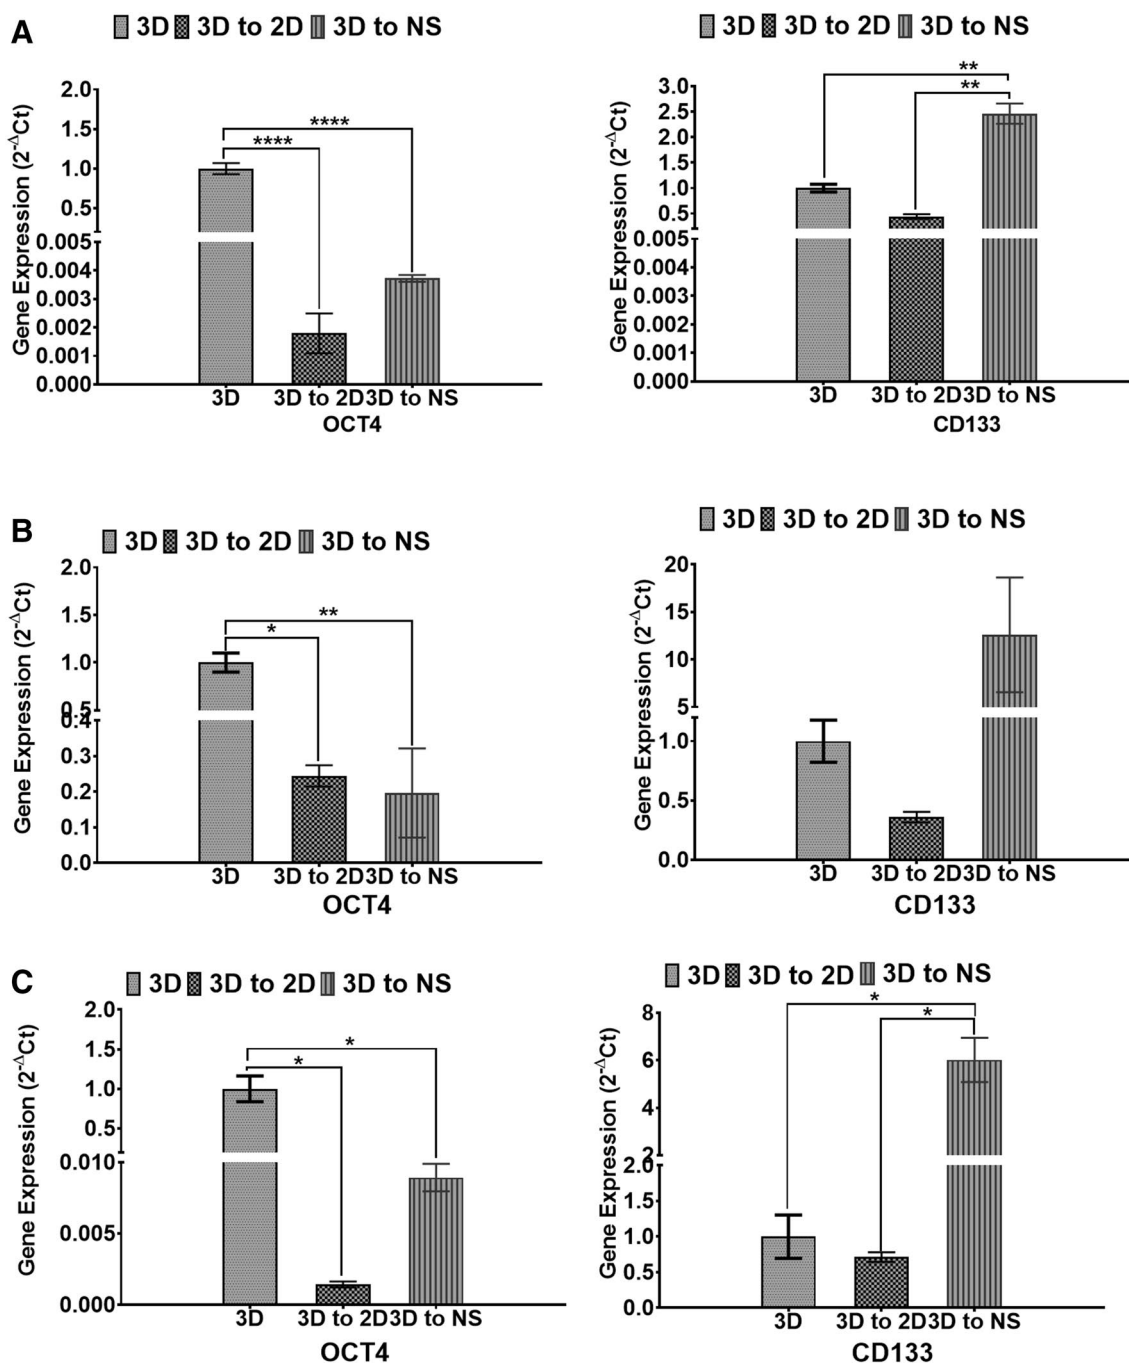 A
3D 3D to 2D 3D to NS
Gene Expression (2-ΔCt)
2.0
1.5
1.0
0.5
0.005
0.004
0.003
0.002
0.001
0.000
****
****
3D 3D to 2D 3D to NS
OCT4
3D 3D to 2D 3D to NS
Gene Expression (2-ΔCt)
3.0
2.5
2.0
1.5
1.0
0.5
0.005
0.004
0.003
0.002
0.001
0.000
**
**
3D 3D to 2D 3D to NS
CD133
B
3D 3D to 2D 3D to NS
Gene Expression (2-ΔCt)
2.0
1.5
1.0
0.5
0.4
0.3
0.2
0.1
0.0
**
*
3D 3D to 2D 3D to NS
OCT4
3D 3D to 2D 3D to NS
Gene Expression (2-ΔCt)
20
15
10
5
1.0
0.5
0.0
3D 3D to 2D 3D to NS
CD133
C
3D 3D to 2D 3D to NS
Gene Expression (2-ΔCt)
2.0
1.5
1.0
0.5
0.010
0.005
0.000
*
*
3D 3D to 2D 3D to NS
OCT4
3D 3D to 2D 3D to NS
Gene Expression (2-ΔCt)
8
6
4
2
2.0
1.5
1.0
0.5
0.0
*
*
3D 3D to 2D 3D to NS
CD133